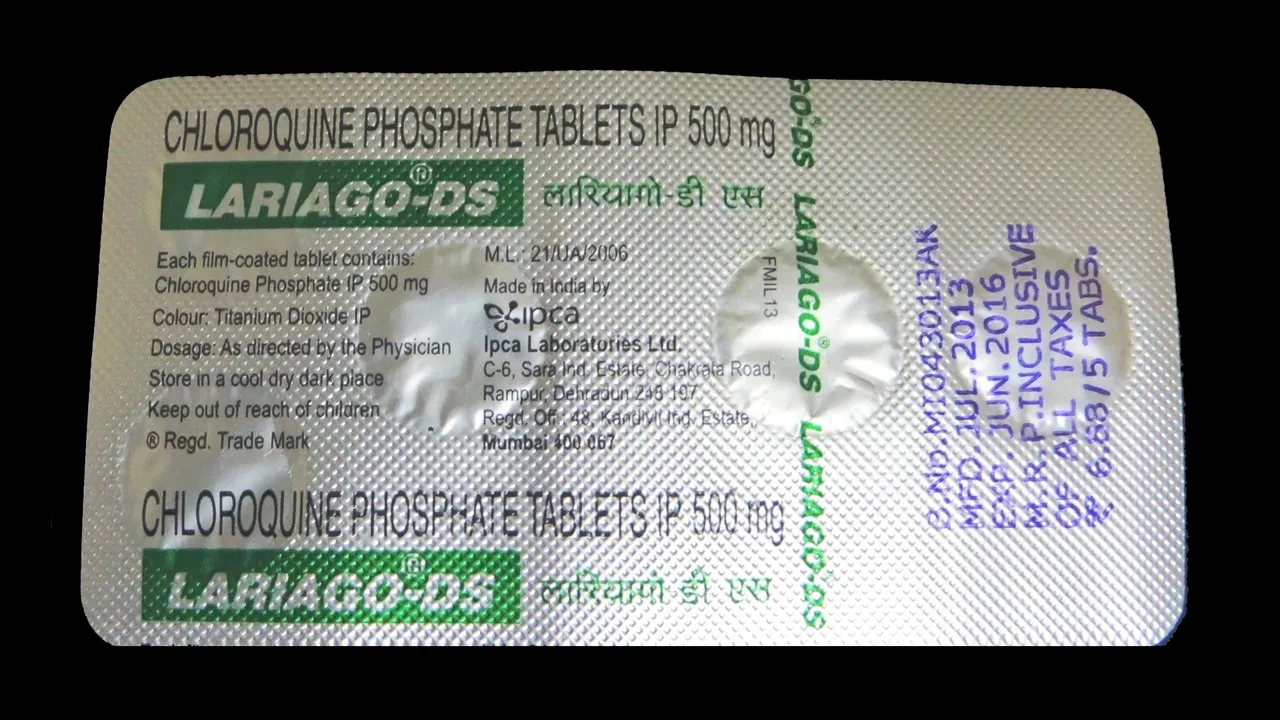 CHLOROQUINE PHOSPHATE TABLETS IP 500 mg
LARIAGO-DS®
लारियागो-डी एस
Each film-coated tablet contains:
Chloroquine Phosphate IP 500 mg
Colour: Titanium Dioxide IP
Dosage: As directed by the Physician
Store in a cool dry dark place
Keep out of reach of children
® Regd. Trade Mark
M.L.: 21/UA/2006
Made in India by
ipca
Ipca Laboratories Ltd.
C-6, Sara Ind. Estate, Chakrata Road,
Rampur, Dehradun 248 197
Regd. Off.: 48, Kandivli Ind. Estate,
Mumbai 400 067
FMIL13
CHLOROQUINE PHOSPHATE TABLETS IP 500 mg
LARIAGO-DS®
लारियागो-डी एस
GO®-DS LARIAGO®-DS LARIAGO®-DS
B.No.MI043013AK
MFD.JUL.2013
EXP. JUN.2016
M.R.P.INCLUSIVE
OF ALL TAXES
₹ 6.88/5 TABS.